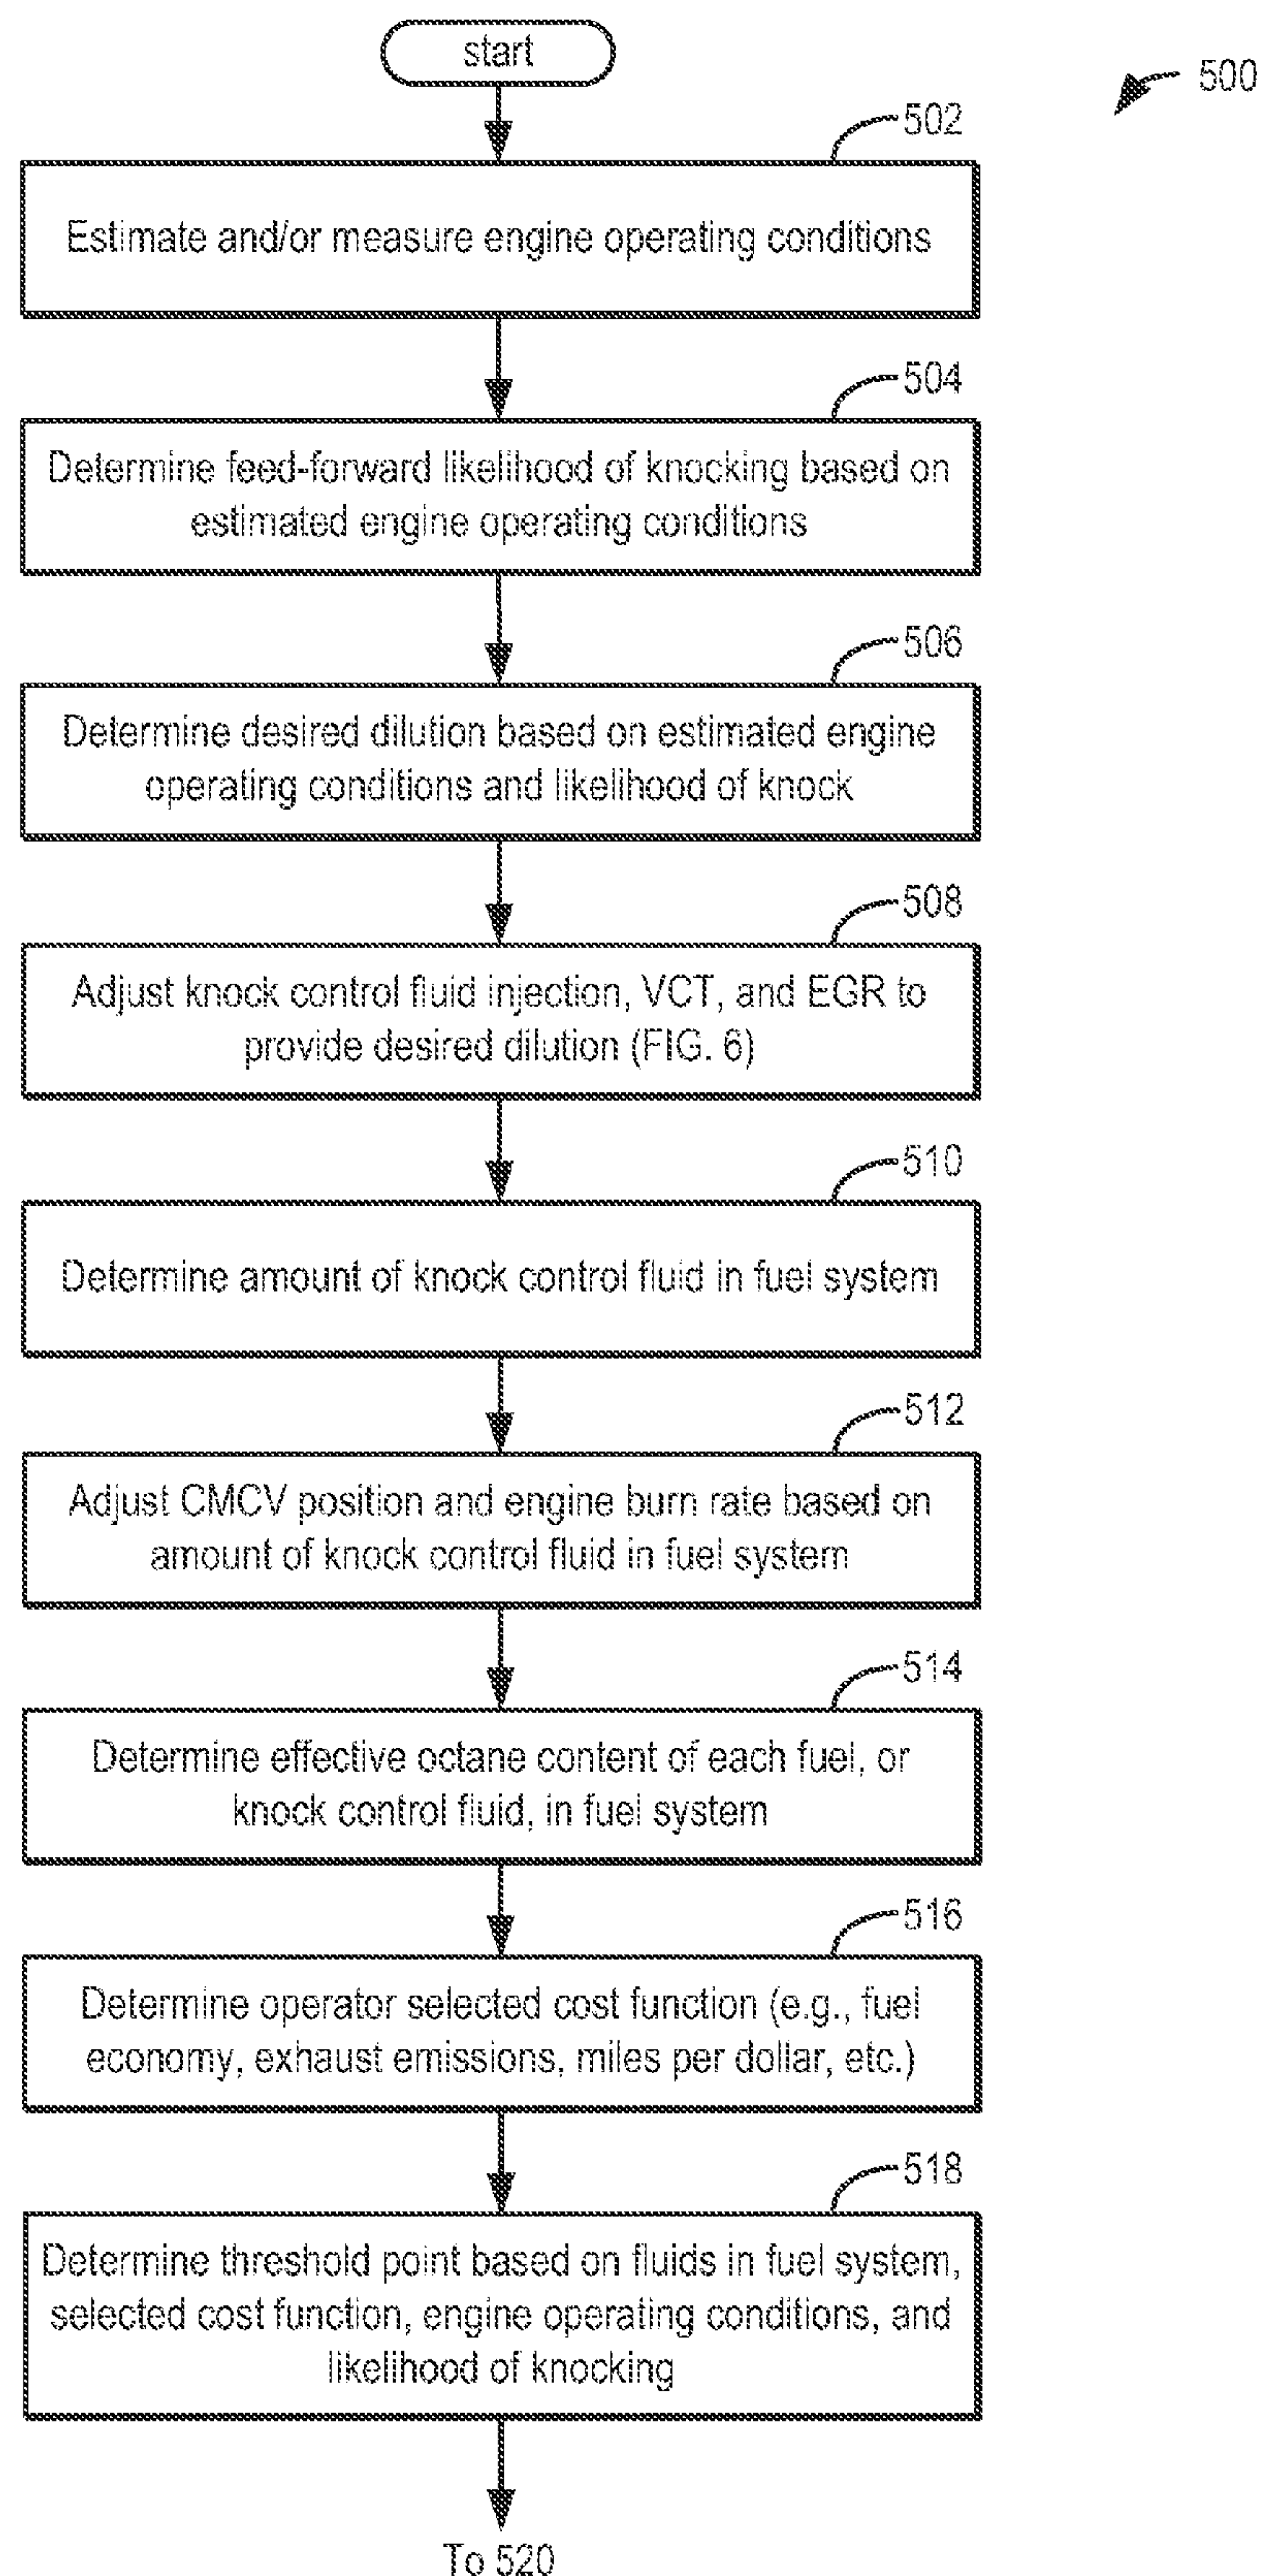 start
500
502
Estimate and/or measure engine operating conditions
504
Determine feed-forward likelihood of knocking based on
estimated engine operating conditions
506
Determine desired dilution based on estimated engine
operating conditions and likelihood of knock
508
Adjust knock control fluid injection, VCT, and EGR to
provide desired dilution (FIG. 6)
510
Determine amount of knock control fluid in fuel system
512
Adjust CMCV position and engine burn rate based on
amount of knock control fluid in fuel system
514
Determine effective octane content of each fuel, or
knock control fluid, in fuel system
516
Determine operator selected cost function (e.g., fuel
economy, exhaust emissions, miles per dollar, etc.)
518
Determine threshold point based on fluids in fuel system,
selected cost function, engine operating conditions, and
likelihood of knocking
To 520